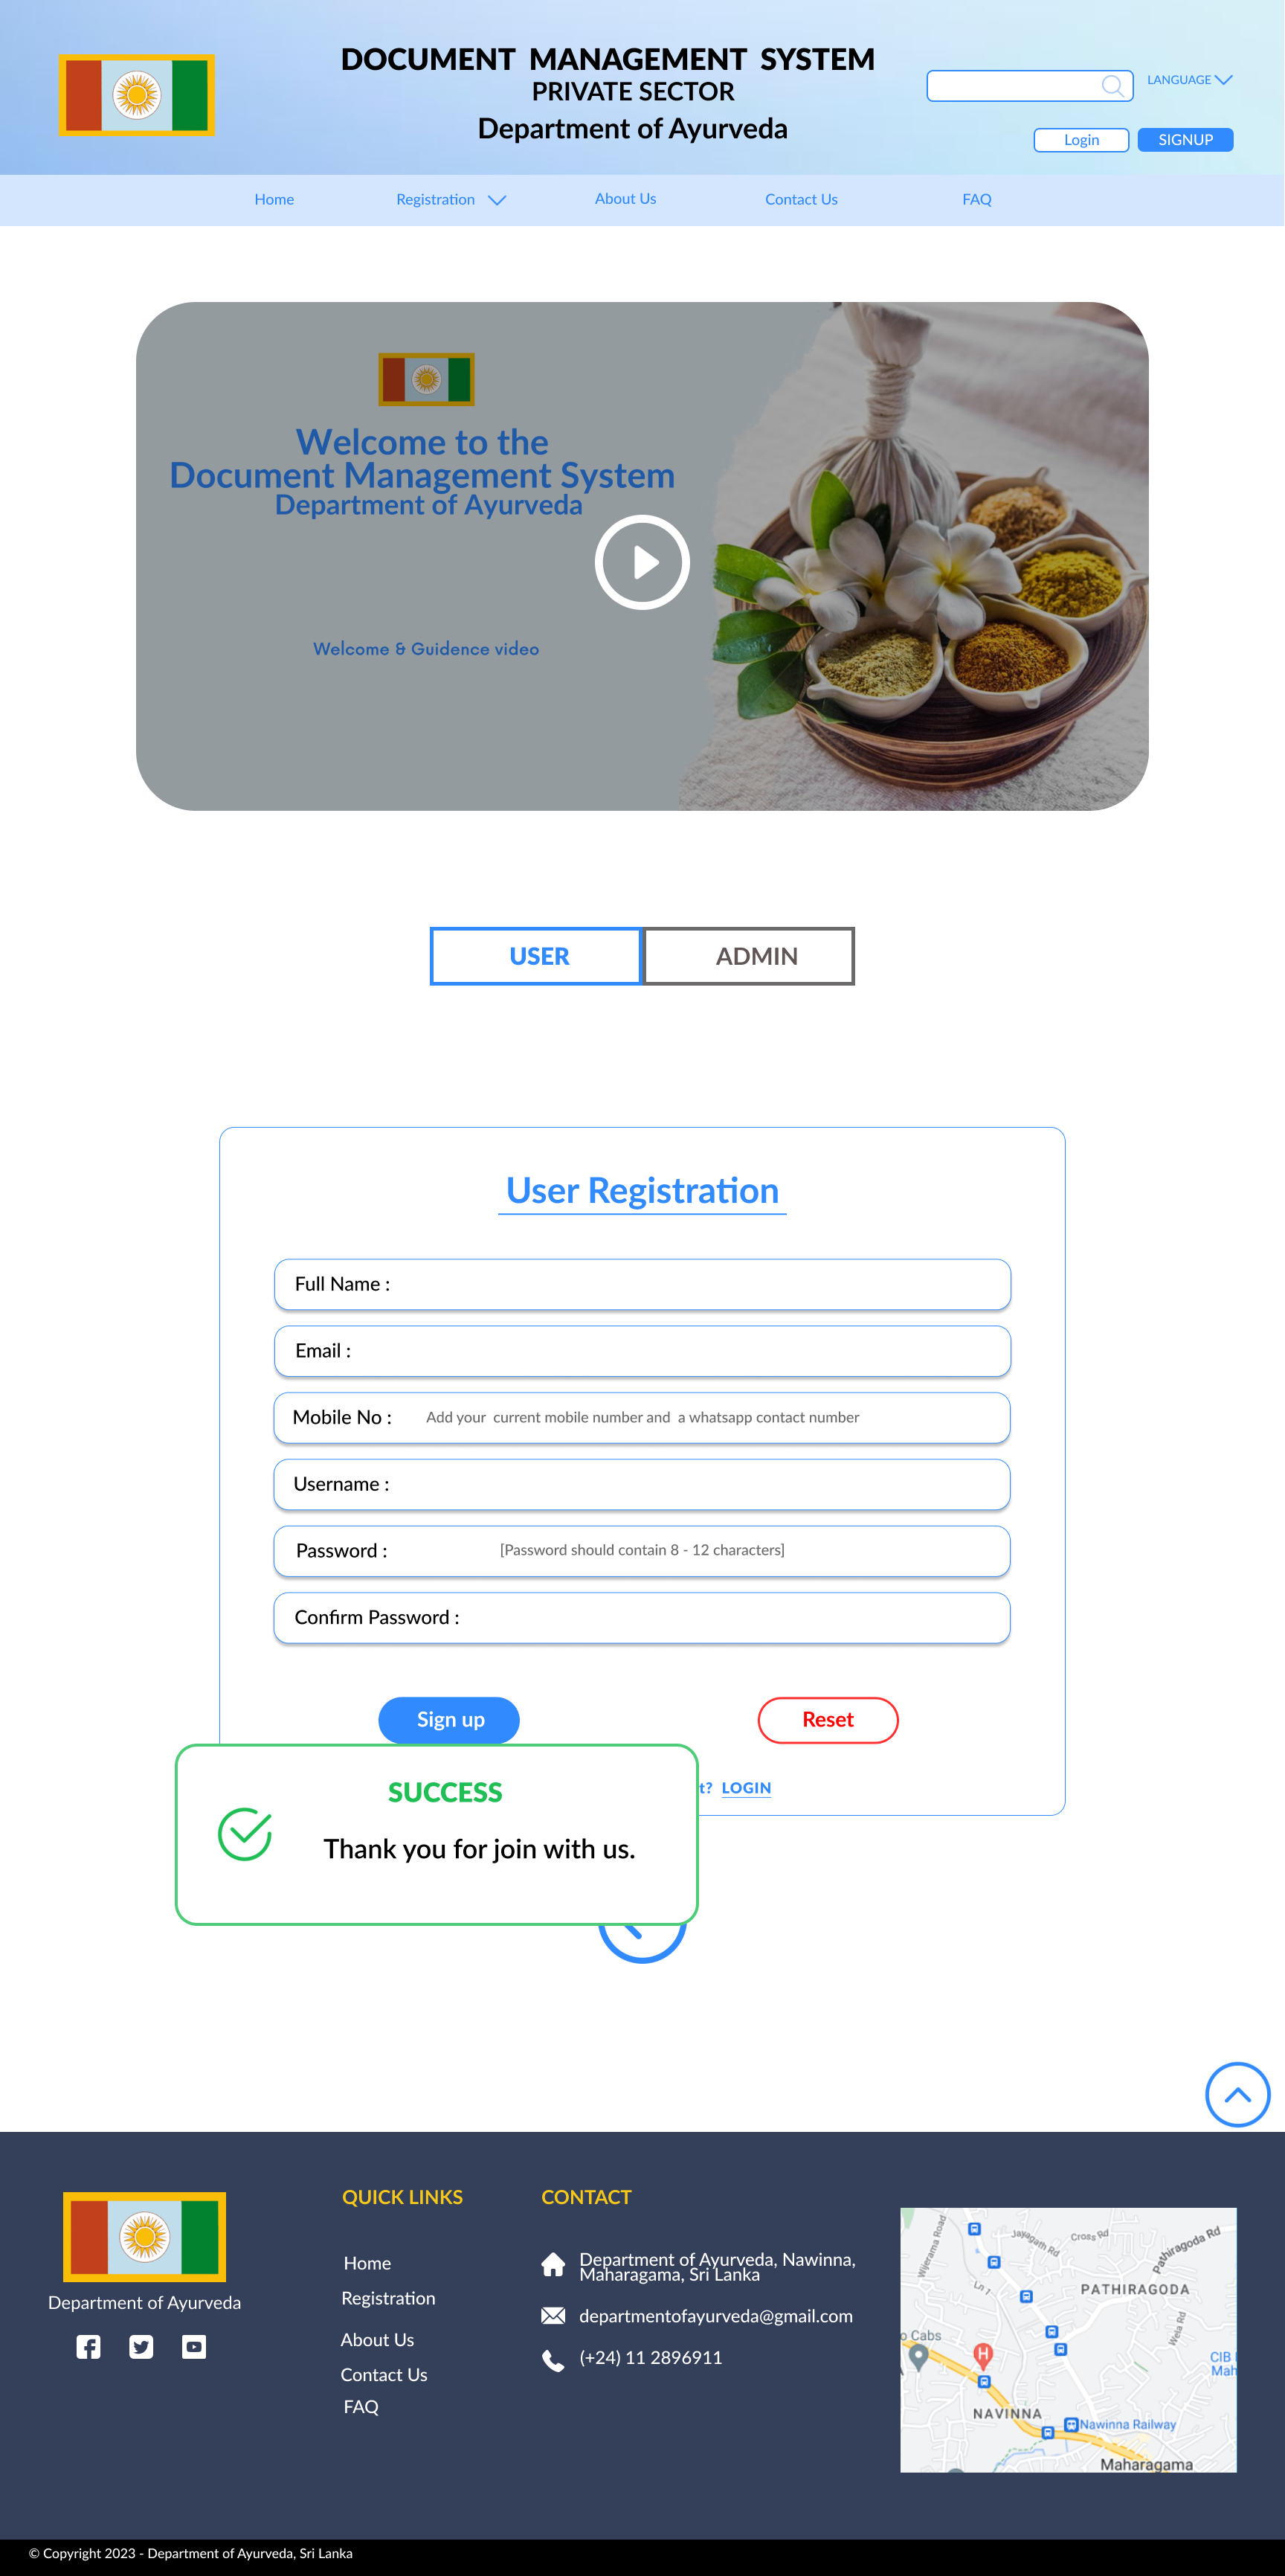 DOCUMENT MANAGEMENT SYSTEM
PRIVATE SECTOR
Department of Ayurveda
LANGUAGE
Login
SIGNUP
Home
Registration
About Us
Contact Us
FAQ
Welcome to the
Document Management System
Department of Ayurveda
Welcome & Guidence video
USER
ADMIN
User Registration
Full Name :
Email :
Mobile No : Add your current mobile number and a whatsapp contact number
Username :
Password : [Password should contain 8 - 12 characters]
Confirm Password :
Sign up
Reset
t? LOGIN
SUCCESS
Thank you for join with us.
Department of Ayurveda
QUICK LINKS
Home
Registration
About Us
Contact Us
FAQ
CONTACT
Department of Ayurveda, Nawinna,
Maharagama, Sri Lanka
departmentofayurveda@gmail.com
(+24) 11 2896911
Wijerama Road
Jayagath Rd
Cross Rd
Pathiragoda Rd
Ln 1
PATHIRAGODA
Wela Rd
o Cabs
H
CIB
Mah
NAVINNA
Nawinna Railway
Maharagama
© Copyright 2023 - Department of Ayurveda, Sri Lanka